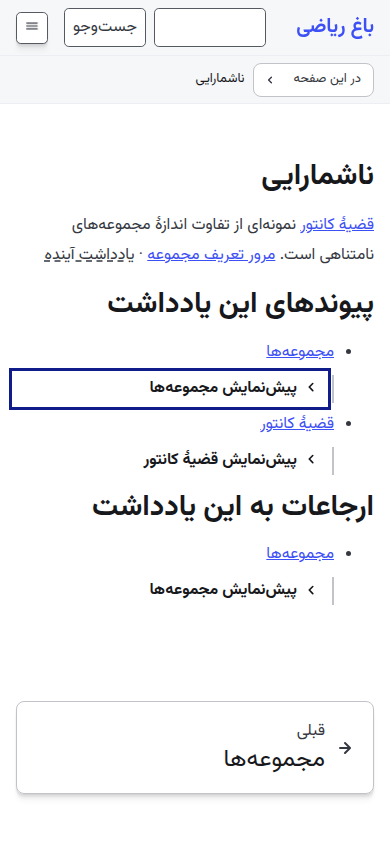 باغ ریاضی
جست‌وجو
در این صفحه
ناشمارایی
ناشمارایی
قضیهٔ کانتور نمونه‌ای از تفاوت اندازهٔ مجموعه‌های
نامتناهی است. مرور تعریف مجموعه · یادداشت آینده
پیوندهای این یادداشت
مجموعه‌ها
پیش‌نمایش مجموعه‌ها
قضیهٔ کانتور
پیش‌نمایش قضیهٔ کانتور
ارجاعات به این یادداشت
مجموعه‌ها
پیش‌نمایش مجموعه‌ها
قبلی
مجموعه‌ها